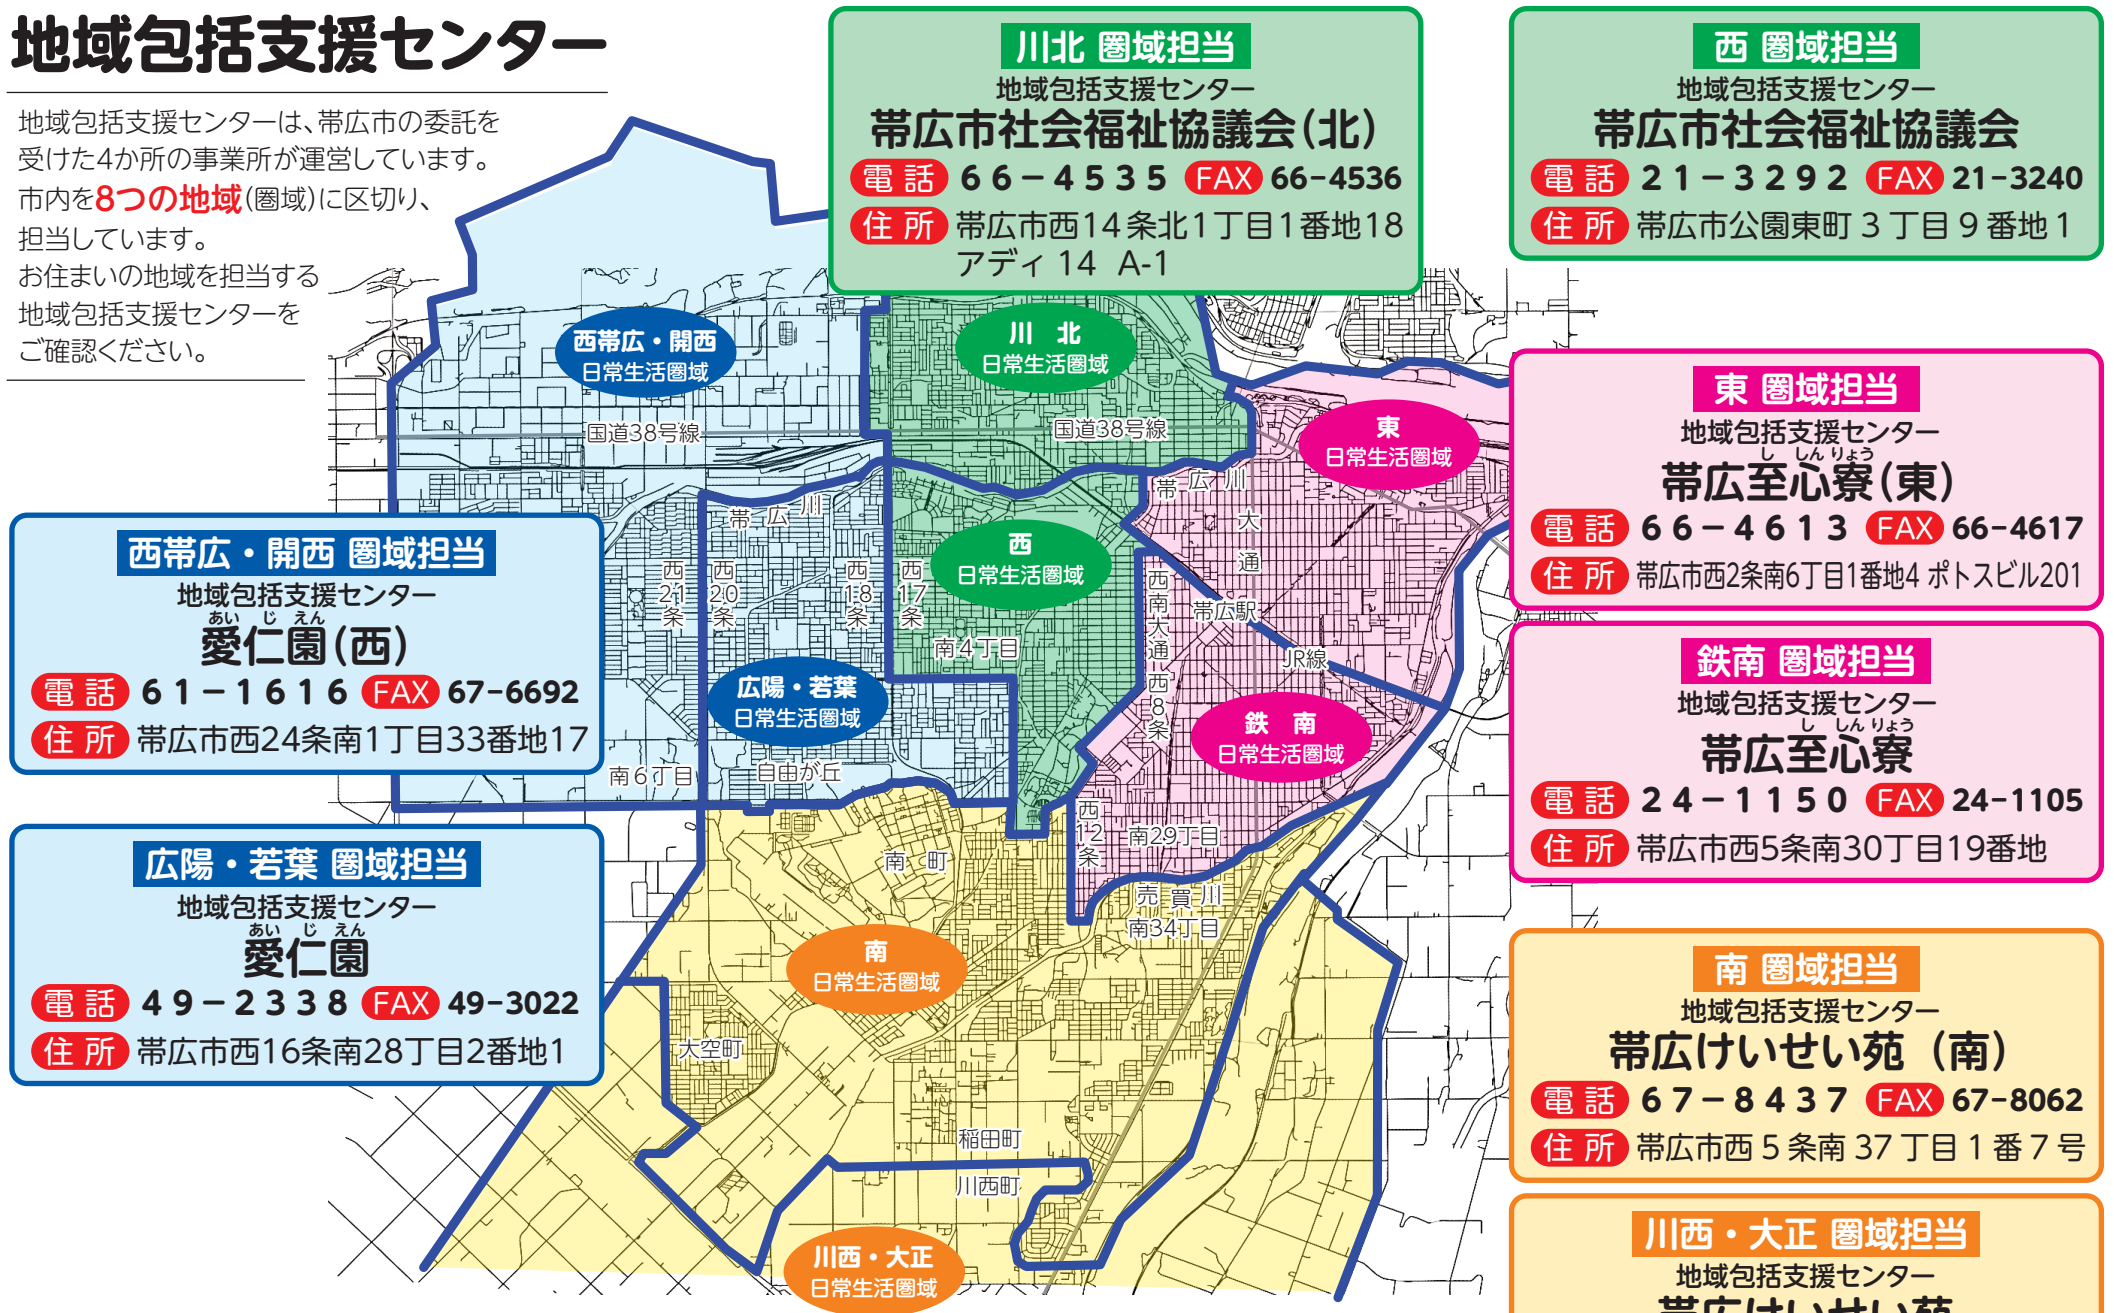 地域包括支援センター
地域包括支援センターは、帯広市の委託を
受けた4か所の事業所が運営しています。
市内を8つの地域(圏域)に区切り、
担当しています。
お住まいの地域を担当する
地域包括支援センターを
ご確認ください。
川北 圏域担当
地域包括支援センター
帯広市社会福祉協議会(北)
電話 66-4535 FAX 66-4536
住所 帯広市西14条北1丁目1番地18
アディ14 A-1
西 圏域担当
地域包括支援センター
帯広市社会福祉協議会
電話 21-3292 FAX 21-3240
住所 帯広市公園東町3丁目9番地1
東 圏域担当
地域包括支援センター
し しんりょう
帯広至心寮(東)
電話 66-4613 FAX 66-4617
住所 帯広市西2条南6丁目1番地4 ポトスビル201
鉄南 圏域担当
地域包括支援センター
し しんりょう
帯広至心寮
電話 24-1150 FAX 24-1105
住所 帯広市西5条南30丁目19番地
南 圏域担当
地域包括支援センター
帯広けいせい苑(南)
電話 67-8437 FAX 67-8062
住所 帯広市西5条南37丁目1番7号
川西・大正 圏域担当
地域包括支援センター
帯広けいせい苑
西帯広・開西 圏域担当
地域包括支援センター
あい じ えん
愛仁園(西)
電話 61-1616 FAX 67-6692
住所 帯広市西24条南1丁目33番地17
広陽・若葉 圏域担当
地域包括支援センター
あい じ えん
愛仁園
電話 49-2338 FAX 49-3022
住所 帯広市西16条南28丁目2番地1
西帯広・開西
日常生活圏域
川北
日常生活圏域
東
日常生活圏域
国道38号線
国道38号線
帯広川
帯広川
大通
西
日常生活圏域
西21条
西20条
西18条
西17条
西南大通
西8条
帯広駅
JR線
南4丁目
広陽・若葉
日常生活圏域
鉄南
日常生活圏域
南6丁目
自由が丘
西12条
南29丁目
南町
売買川
南34丁目
南
日常生活圏域
大空町
稲田町
川西町
川西・大正
日常生活圏域